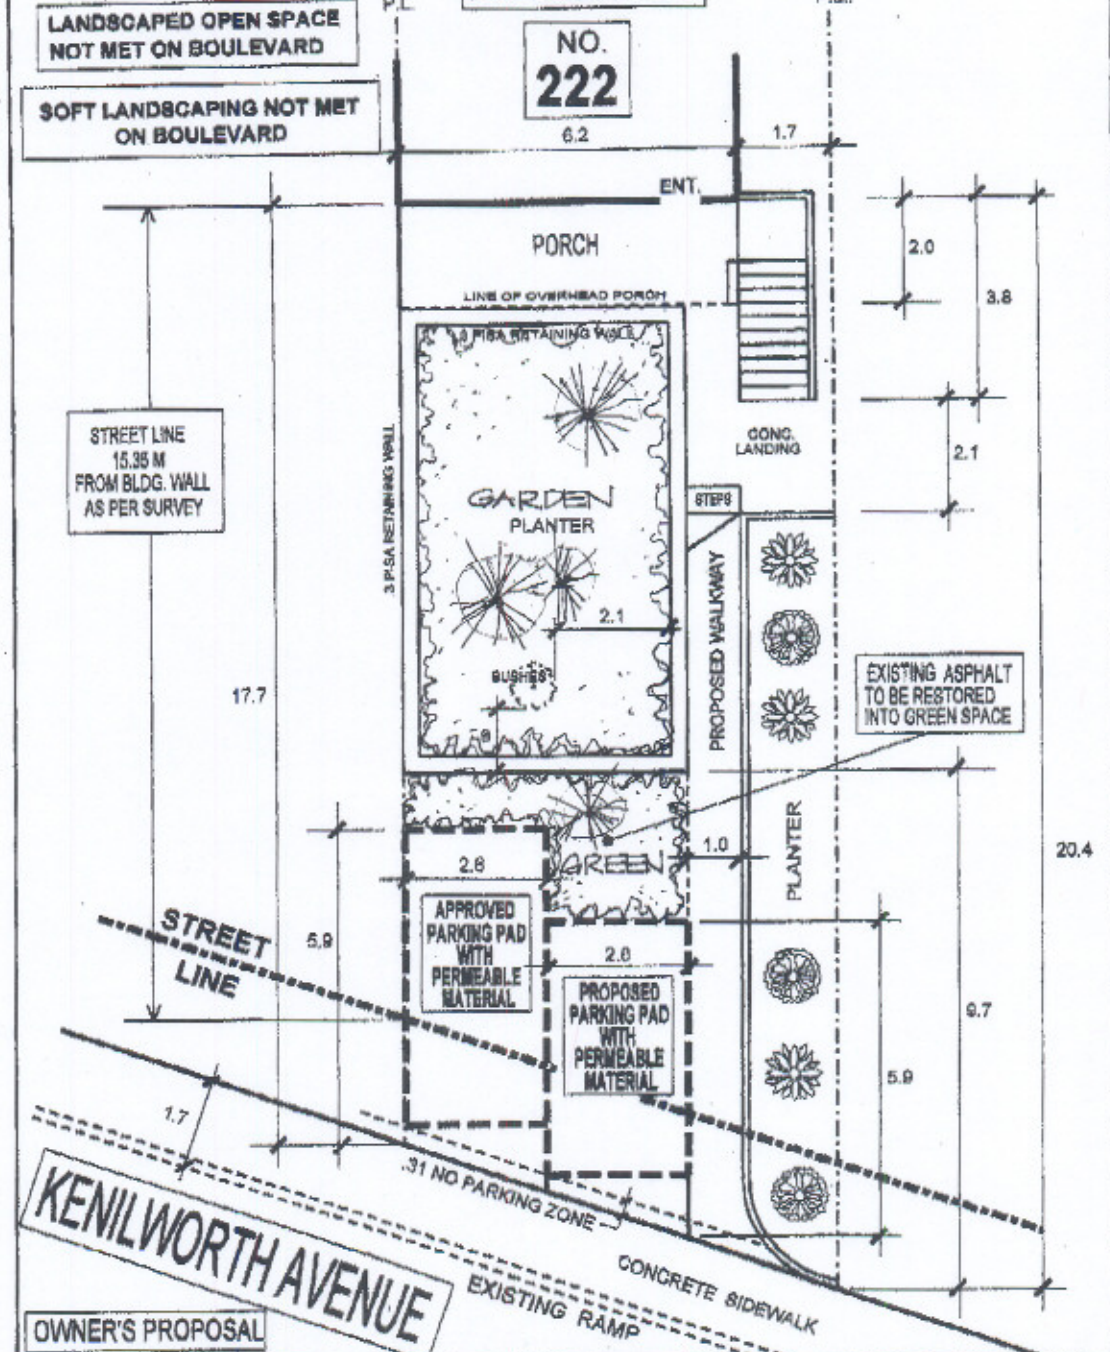 LANDSCAPED OPEN SPACE
NOT MET ON BOULEVARD
SOFT LANDSCAPING NOT MET
ON BOULEVARD
NO.
222
6.2
1.7
ENT.
PORCH
2.0
3.8
LINE OF OVERHEAD PORCH
PISA RETAINING WALL
STREET LINE
15.35 M
FROM BLDG. WALL
AS PER SURVEY
3 PISA RETAINING WALL
CONC.
LANDING
2.1
GARDEN
PLANTER
STEPS
PROPOSED WALKWAY
2.1
BUSHES
17.7
EXISTING ASPHALT
TO BE RESTORED
INTO GREEN SPACE
PLANTER
1.0
20.4
2.6
GREEN
APPROVED
PARKING PAD
WITH
PERMEABLE
MATERIAL
STREET
LINE
5.9
2.6
PROPOSED
PARKING PAD
WITH
PERMEABLE
MATERIAL
9.7
5.9
1.7
.31 NO PARKING ZONE
KENILWORTH AVENUE
CONCRETE SIDEWALK
EXISTING RAMP
OWNER'S PROPOSAL